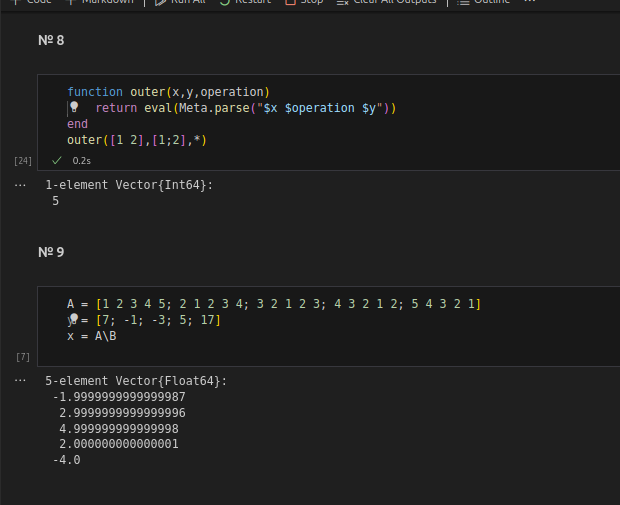 Code
Markdown
Run All
Restart
Stop
Clear All Outputs
Outline
...
№ 8
function outer(x,y,operation)
return eval(Meta.parse("$x $operation $y"))
end
outer([1 2],[1;2],*)
[24]
0.2s
... 1-element Vector{Int64}:
5
№ 9
A = [1 2 3 4 5; 2 1 2 3 4; 3 2 1 2 3; 4 3 2 1 2; 5 4 3 2 1]
y = [7; -1; -3; 5; 17]
x = A\B
[7]
... 5-element Vector{Float64}:
-1.9999999999999987
2.9999999999999996
4.999999999999998
2.000000000000001
-4.0